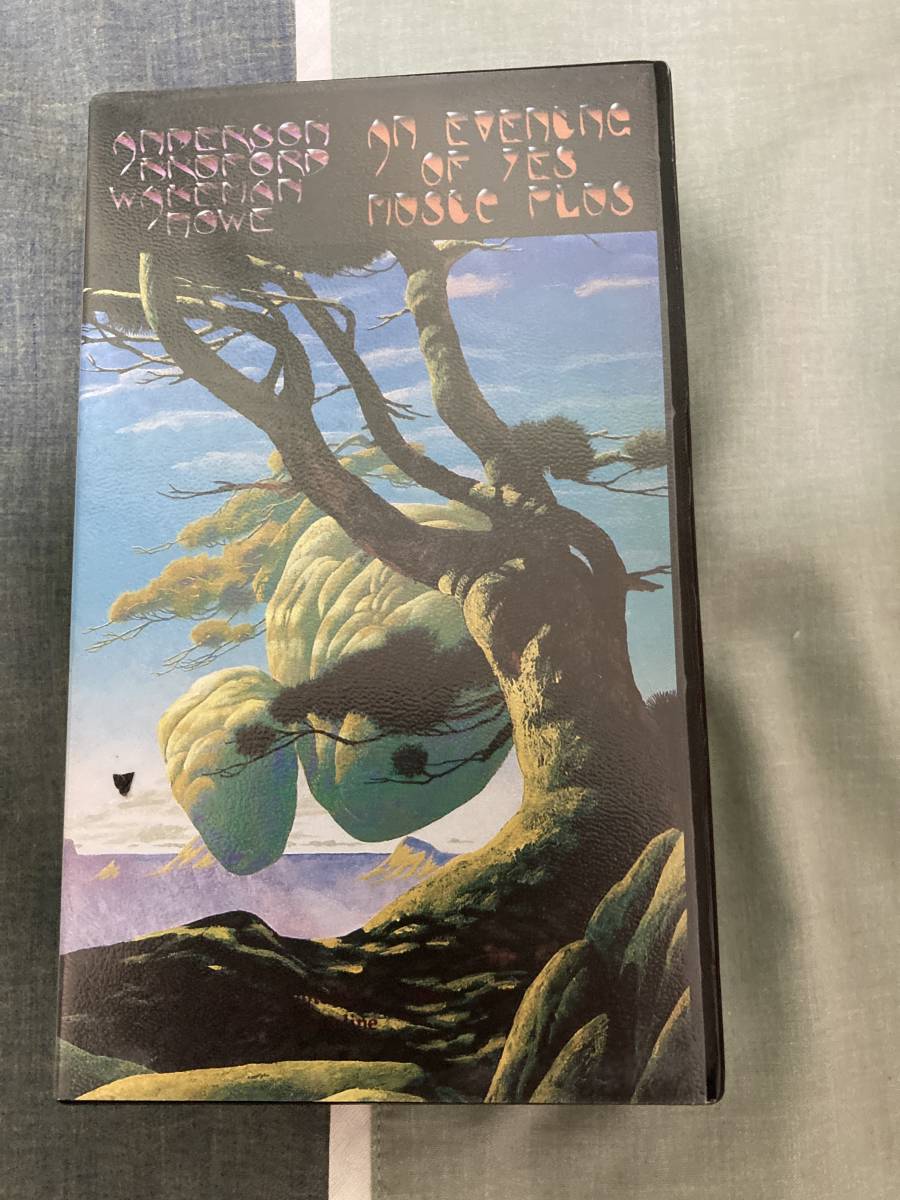 ANDERSON
BRUFORD
WAKEMAN
HOWE
AN EVENING
OF YES
MUSIC PLUS